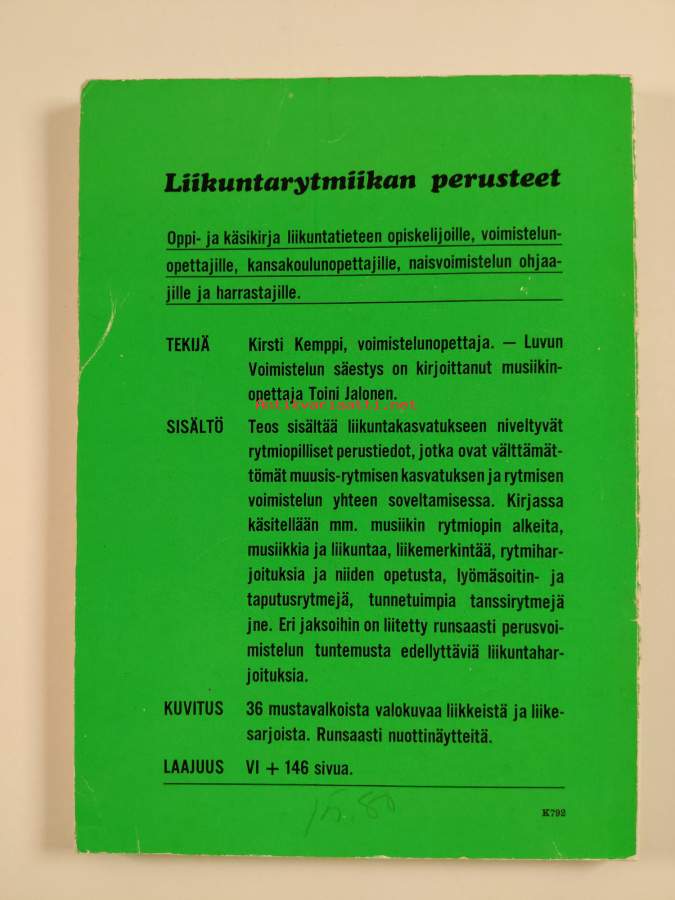 Liikuntarytmiikan perusteet
Oppi- ja käsikirja liikuntatieteen opiskelijoille, voimistelun-
opettajille, kansakoulunopettajille, naisvoimistelun ohjaa-
jille ja harrastajille.
TEKIJÄ Kirsti Kemppi, voimistelunopettaja. — Luvun
Voimistelun säestys on kirjoittanut musiikin-
opettaja Toini Jalonen.
Antikvariaatti.net
SISÄLTÖ Teos sisältää liikuntakasvatukseen niveltyvät
rytmiopilliset perustiedot, jotka ovat välttämät-
tömät muusis-rytmisen kasvatuksen ja rytmisen
voimistelun yhteen soveltamisessa. Kirjassa
käsitellään mm. musiikin rytmiopin alkeita,
musiikkia ja liikuntaa, liikemerkintää, rytmihar-
joituksia ja niiden opetusta, lyömäsoitin- ja
taputusrytmejä, tunnetuimpia tanssirytmejä
jne. Eri jaksoihin on liitetty runsaasti perusvoi-
mistelun tuntemusta edellyttäviä liikuntahar-
joituksia.
KUVITUS 36 mustavalkoista valokuvaa liikkeistä ja liike-
sarjoista. Runsaasti nuottinäytteitä.
LAAJUUS VI + 146 sivua.
15.80
K792